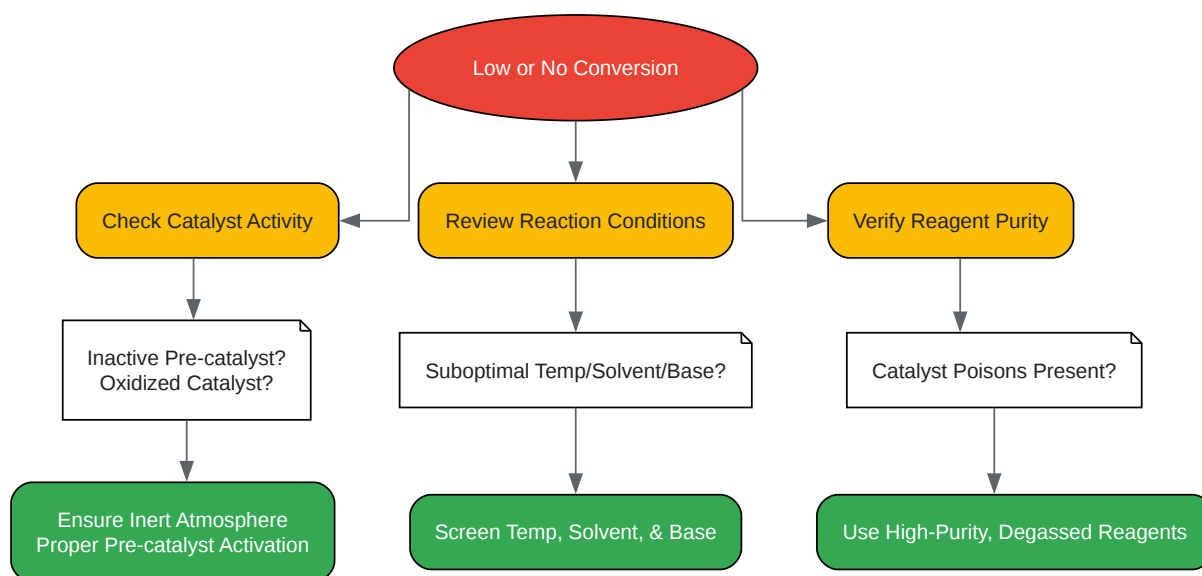 Low or No Conversion
Check Catalyst Activity
Review Reaction Conditions
Verify Reagent Purity
Inactive Pre-catalyst?
Oxidized Catalyst?
Suboptimal Temp/Solvent/Base?
Catalyst Poisons Present?
Ensure Inert Atmosphere
Proper Pre-catalyst Activation
Screen Temp, Solvent, & Base
Use High-Purity, Degassed Reagents